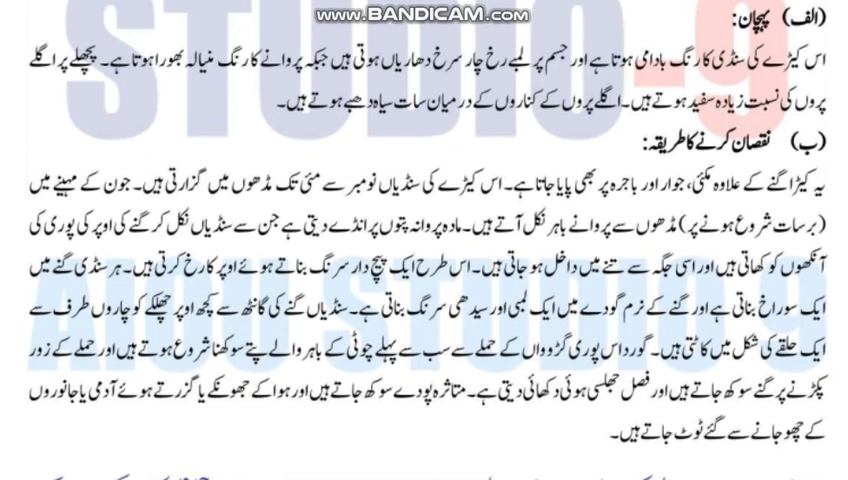 www.BANDICAM.com
(الف) پہچان:
اس کیڑے کی سنڈی کا رنگ بادامی ہوتا ہے اور جسم پر لمبے رخ چار سرخ دھاریاں ہوتی ہیں جبکہ پروانے کا رنگ مٹیالہ بھورا ہوتا ہے۔ پچھلے پر اگلے
پروں کی نسبت زیادہ سفید ہوتے ہیں۔ اگلے پروں کے کناروں کے درمیان سات سیاہ دھبے ہوتے ہیں۔
(ب) نقصان کرنے کا طریقہ:
یہ کیڑا گنے کے علاوہ مکئی، جوار اور باجرہ پر بھی پایا جاتا ہے۔ اس کیڑے کی سنڈیاں نومبر سے مئی تک مڈھوں میں گزارتی ہیں۔ جون کے مہینے میں
(برسات شروع ہونے پر) مڈھوں سے پروانے باہر نکل آتے ہیں۔ مادہ پروانہ پتوں پر انڈے دیتی ہے جن سے سنڈیاں نکل کر گنے کی اوپر کی پوری کی
آنکھوں کو کھاتی ہیں اور اسی جگہ سے تنے میں داخل ہو جاتی ہیں۔ اس طرح ایک پیچ دار سرنگ بناتے ہوئے اوپر کا رخ کرتی ہیں۔ ہر سنڈی گنے میں
ایک سوراخ بناتی ہے اور گنے کے نرم گودے میں ایک لمبی اور سیدھی سرنگ بناتی ہے۔ سنڈیاں گنے کی گانٹھ سے کچھ اوپر چھلکے کو چاروں طرف سے
ایک حلقے کی شکل میں کاٹتی ہیں۔ گورداس پوری گڑوواں کے حملے سے سب سے پہلے چوٹی کے باہر والے پتے سوکھنا شروع ہوتے ہیں اور حملے کے زور
پکڑنے پر گنے سوکھ جاتے ہیں اور فصل جھلسی ہوئی دکھائی دیتی ہے۔ متاثرہ پودے سوکھ جاتے ہیں اور ہوا کے جھونکے یا گزرتے ہوئے آدمی یا جانوروں
کے چھو جانے سے گنے ٹوٹ جاتے ہیں۔
STUDIO-9
AIOU STUDIO 9